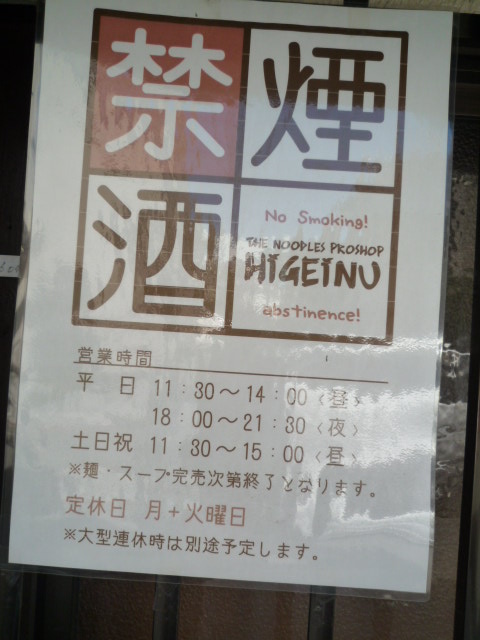 禁煙
酒
No Smoking!
THE NOODLES PROSHOP
HiGEiNU
abstinence!
営業時間
平 日 11:30～14:00〈昼〉
18:00～21:30〈夜〉
土日祝 11:30～15:00〈昼〉
※麺・スープ完売次第終了となります。
定休日 月+火曜日
※大型連休時は別途予定します。